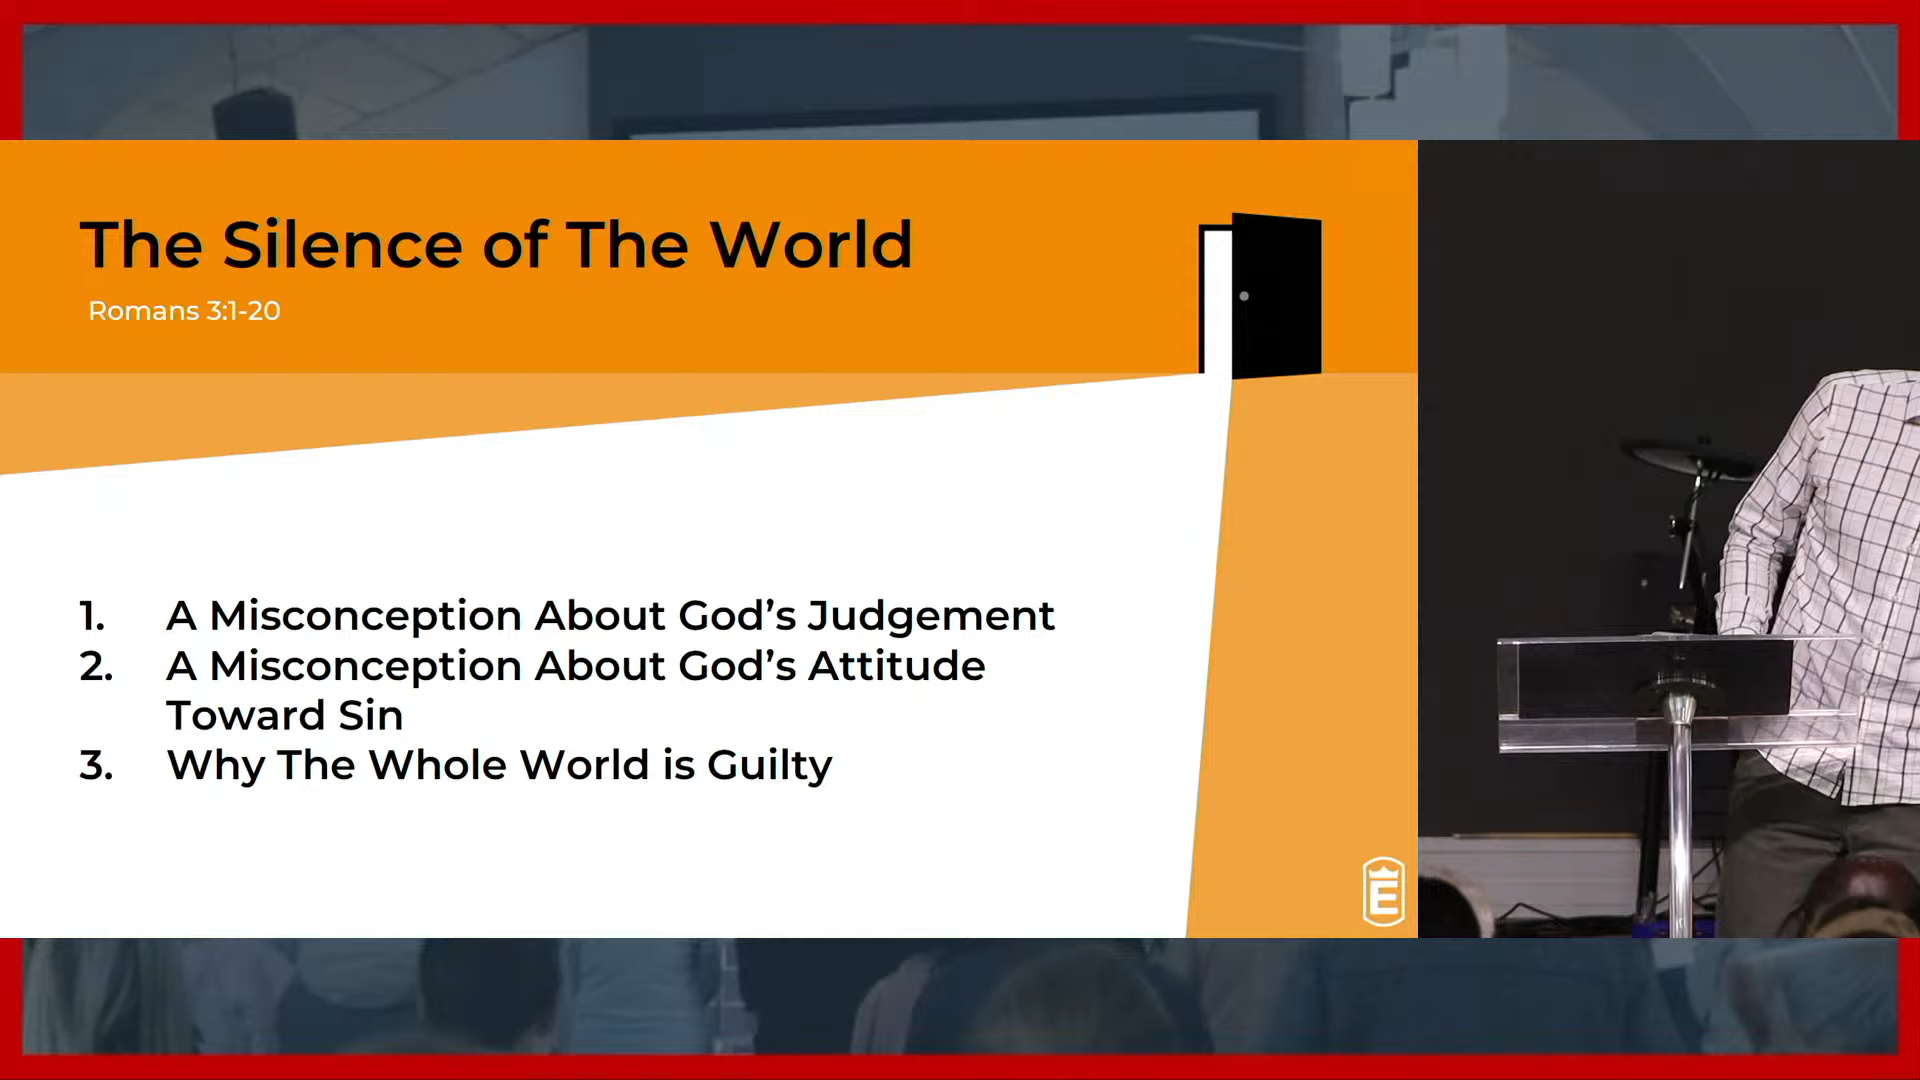 The Silence of The World
Romans 3:1-20
1. A Misconception About God’s Judgement
2. A Misconception About God’s Attitude
Toward Sin
3. Why The Whole World is Guilty
E